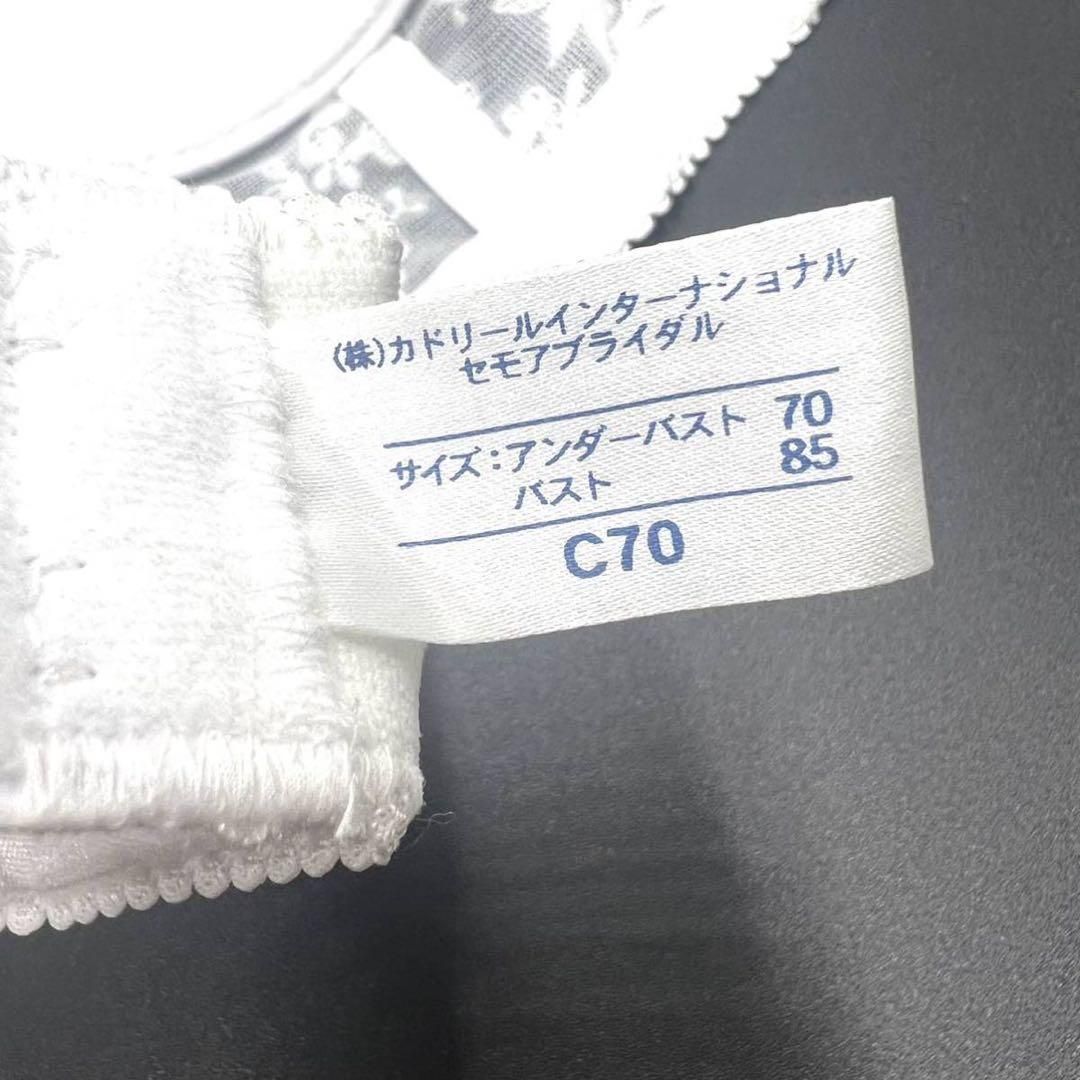 (株)カドリールインターナショナル
セモアブライダル
サイズ：アンダーバスト 70
バスト 85
C70